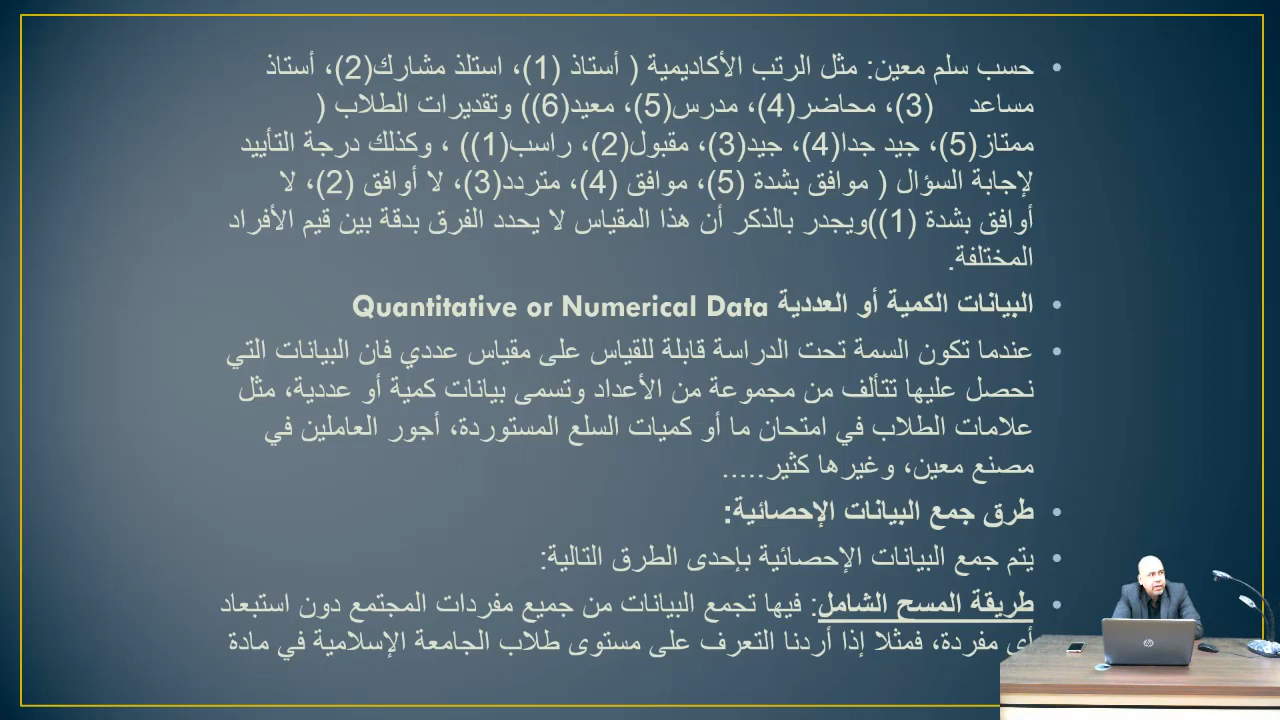 • حسب سلم معين: مثل الرتب الأكاديمية ( أستاذ (1)، استلذ مشارك(2)، أستاذ
مساعد (3)، محاضر(4)، مدرس(5)، معيد(6)) وتقديرات الطلاب (
ممتاز(5)، جيد جدا(4)، جيد(3)، مقبول(2)، راسب(1)) ، وكذلك درجة التأييد
لإجابة السؤال ( موافق بشدة (5)، موافق (4)، متردد(3)، لا أوافق (2)، لا
أوافق بشدة (1))ويجدر بالذكر أن هذا المقياس لا يحدد الفرق بدقة بين قيم الأفراد
المختلفة.
• البيانات الكمية أو العددية Quantitative or Numerical Data
• عندما تكون السمة تحت الدراسة قابلة للقياس على مقياس عددي فان البيانات التي
نحصل عليها تتألف من مجموعة من الأعداد وتسمى بيانات كمية أو عددية، مثل
علامات الطلاب في امتحان ما أو كميات السلع المستوردة، أجور العاملين في
مصنع معين، وغيرها كثير.....
• طرق جمع البيانات الإحصائية:
• يتم جمع البيانات الإحصائية بإحدى الطرق التالية:
• طريقة المسح الشامل: فيها تجمع البيانات من جميع مفردات المجتمع دون استبعاد
أي مفردة، فمثلا إذا أردنا التعرف على مستوى طلاب الجامعة الإسلامية في مادة